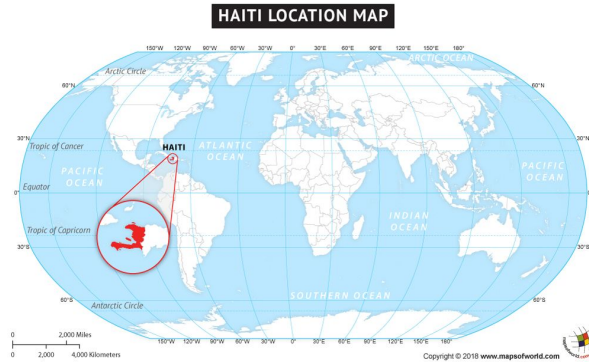 HAITI LOCATION MAP
150°W 120°W 90°W 60°W 30°W 0° 30°E 60°E 90°E 120°E 150°E 180°
ARCTIC OCEAN
Arctic Circle
60°N 60°N
30°N 30°N
Tropic of Cancer
HAITI
ATLANTIC
OCEAN
PACIFIC
OCEAN
PACIFIC
OCEAN
Equator
0° 0°
INDIAN
OCEAN
Tropic of Capricorn
30°S 30°S
SOUTHERN OCEAN
60°S 60°S
Antarctic Circle
150°W 120°W 90°W 60°W 30°W 0° 30°E 60°E 90°E 120°E 150°E 180°
0 2,000 Miles
0 2,000 4,000 Kilometers
Copyright © 2018 www.mapsofworld.com